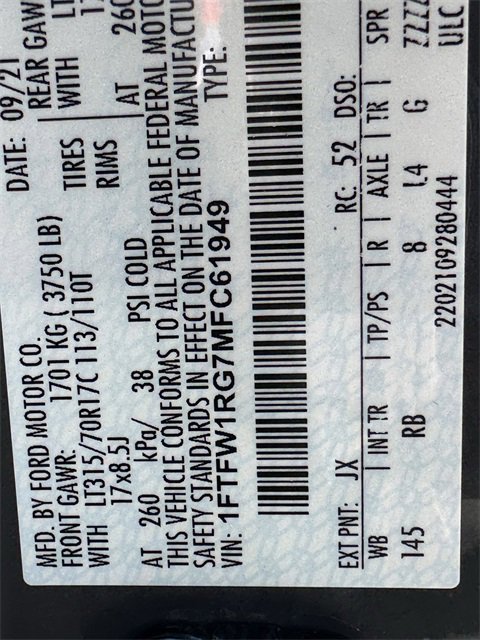 MFD. BY FORD MOTOR CO.
DATE: 09/21
FRONT GAWR: 1701 KG ( 3750 LB)
REAR GAW
WITH LT315/70R17C 113/110T TIRES
WITH LT
17x8.5J RIMS
AT 260 kPa/ 38 PSI COLD
AT 260
THIS VEHICLE CONFORMS TO ALL APPLICABLE FEDERAL MOTO
SAFETY STANDARDS IN EFFECT ON THE DATE OF MANUFACTU
VIN: 1FTFW1RG7MFC61949 TYPE:
EXT PNT: JX RC: 52 DSO:
WB | INT TR | TP/PS | R | AXLE | TR | SPR
145 RB 8 L4 G ZZZZ
2202109280444 ULC